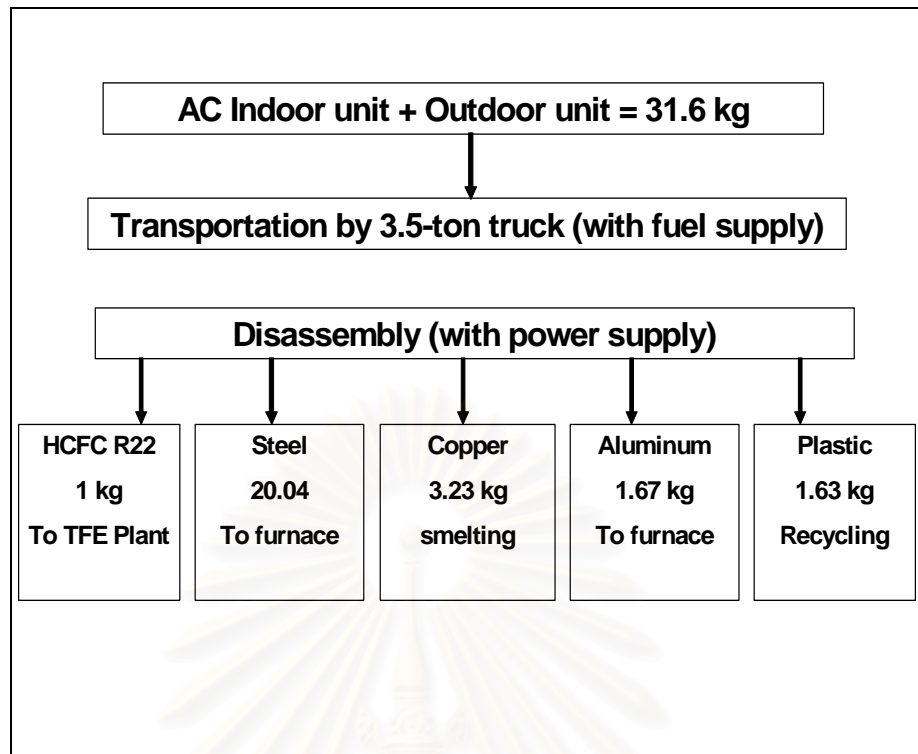 AC Indoor unit + Outdoor unit = 31.6 kg
Transportation by 3.5-ton truck (with fuel supply)
Disassembly (with power supply)
HCFC R22
1 kg
To TFE Plant
Steel
20.04
To furnace
Copper
3.23 kg
smelting
Aluminum
1.67 kg
To furnace
Plastic
1.63 kg
Recycling